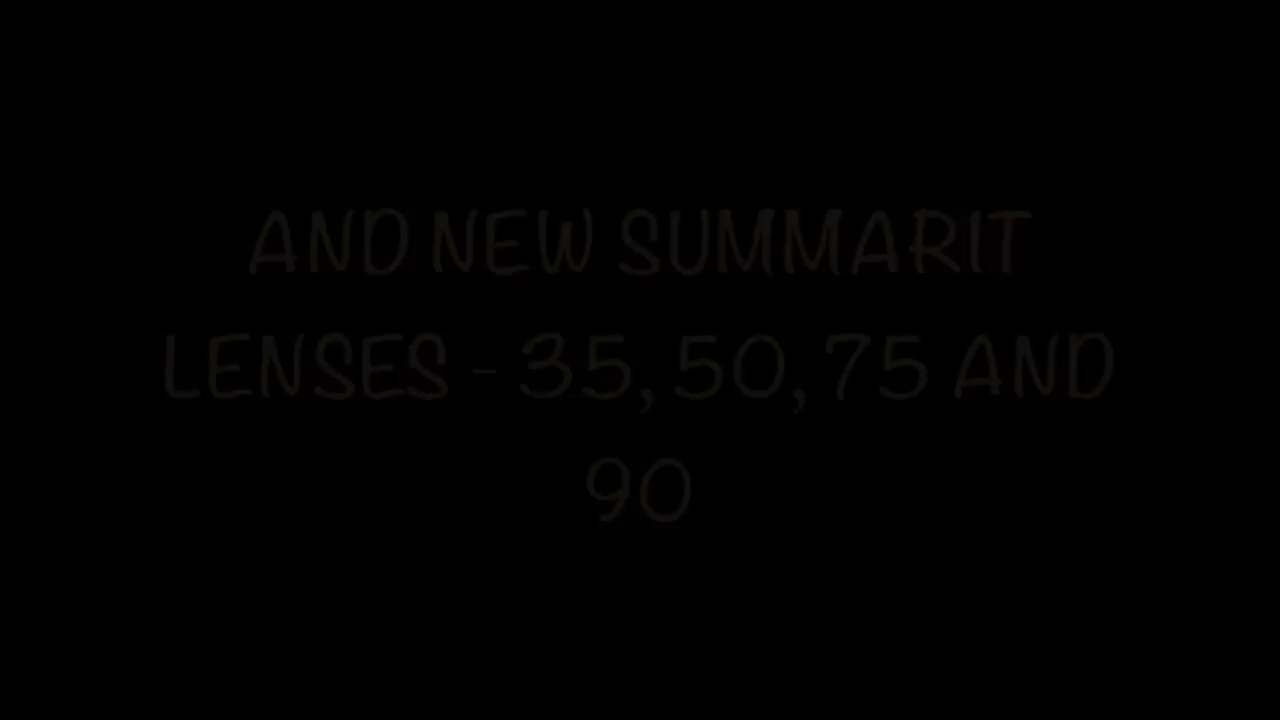 AND NEW SUMMARIT
LENSES - 35, 50, 75 AND
90